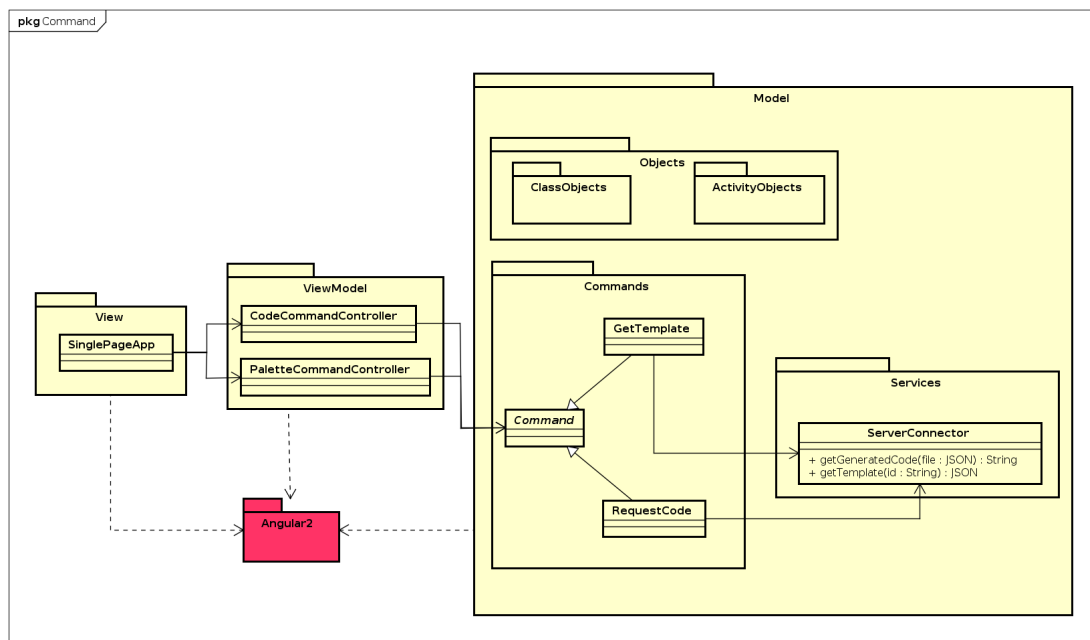 pkg Command
Model
Objects
ClassObjects
ActivityObjects
View
SinglePageApp
ViewModel
CodeCommandController
PaletteCommandController
Commands
GetTemplate
Command
RequestCode
Services
ServerConnector
+ getGeneratedCode(file : JSON) : String
+ getTemplate(id : String) : JSON
Angular2